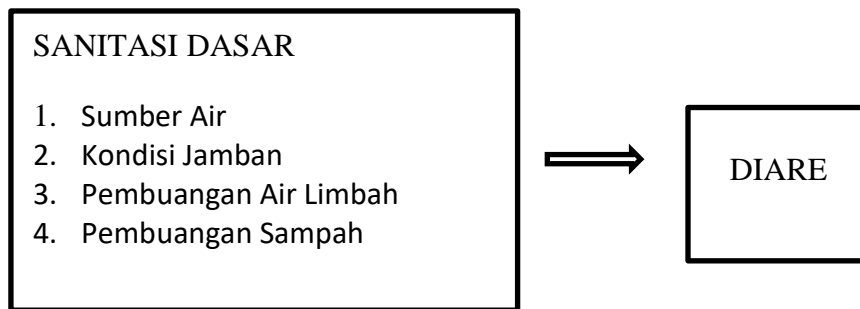 SANITASI DASAR
1. Sumber Air
2. Kondisi Jamban
3. Pembuangan Air Limbah
4. Pembuangan Sampah
DIARE